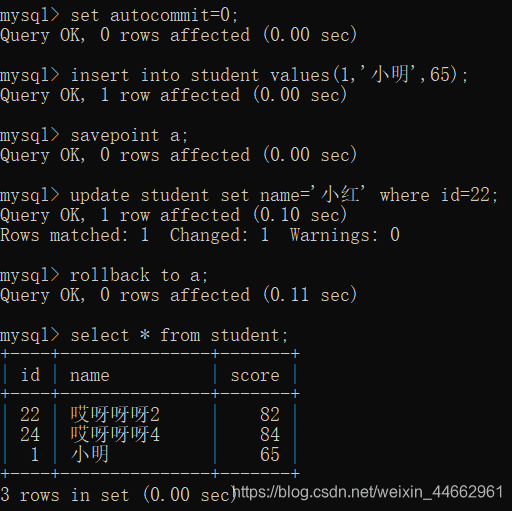 mysql> set autocommit=0;
Query OK, 0 rows affected (0.00 sec)
mysql> insert into student values(1,'小明',65);
Query OK, 1 row affected (0.00 sec)
mysql> savepoint a;
Query OK, 0 rows affected (0.00 sec)
mysql> update student set name='小红' where id=22;
Query OK, 1 row affected (0.10 sec)
Rows matched: 1  Changed: 1  Warnings: 0
mysql> rollback to a;
Query OK, 0 rows affected (0.11 sec)
mysql> select * from student;
+----+---------------+-------+
| id | name          | score |
+----+---------------+-------+
| 22 | 哎呀呀呀2     |    82 |
| 24 | 哎呀呀呀4     |    84 |
|  1 | 小明          |    65 |
+----+---------------+-------+
3 rows in set (0.00 sec)
https://blog.csdn.net/weixin_44662961